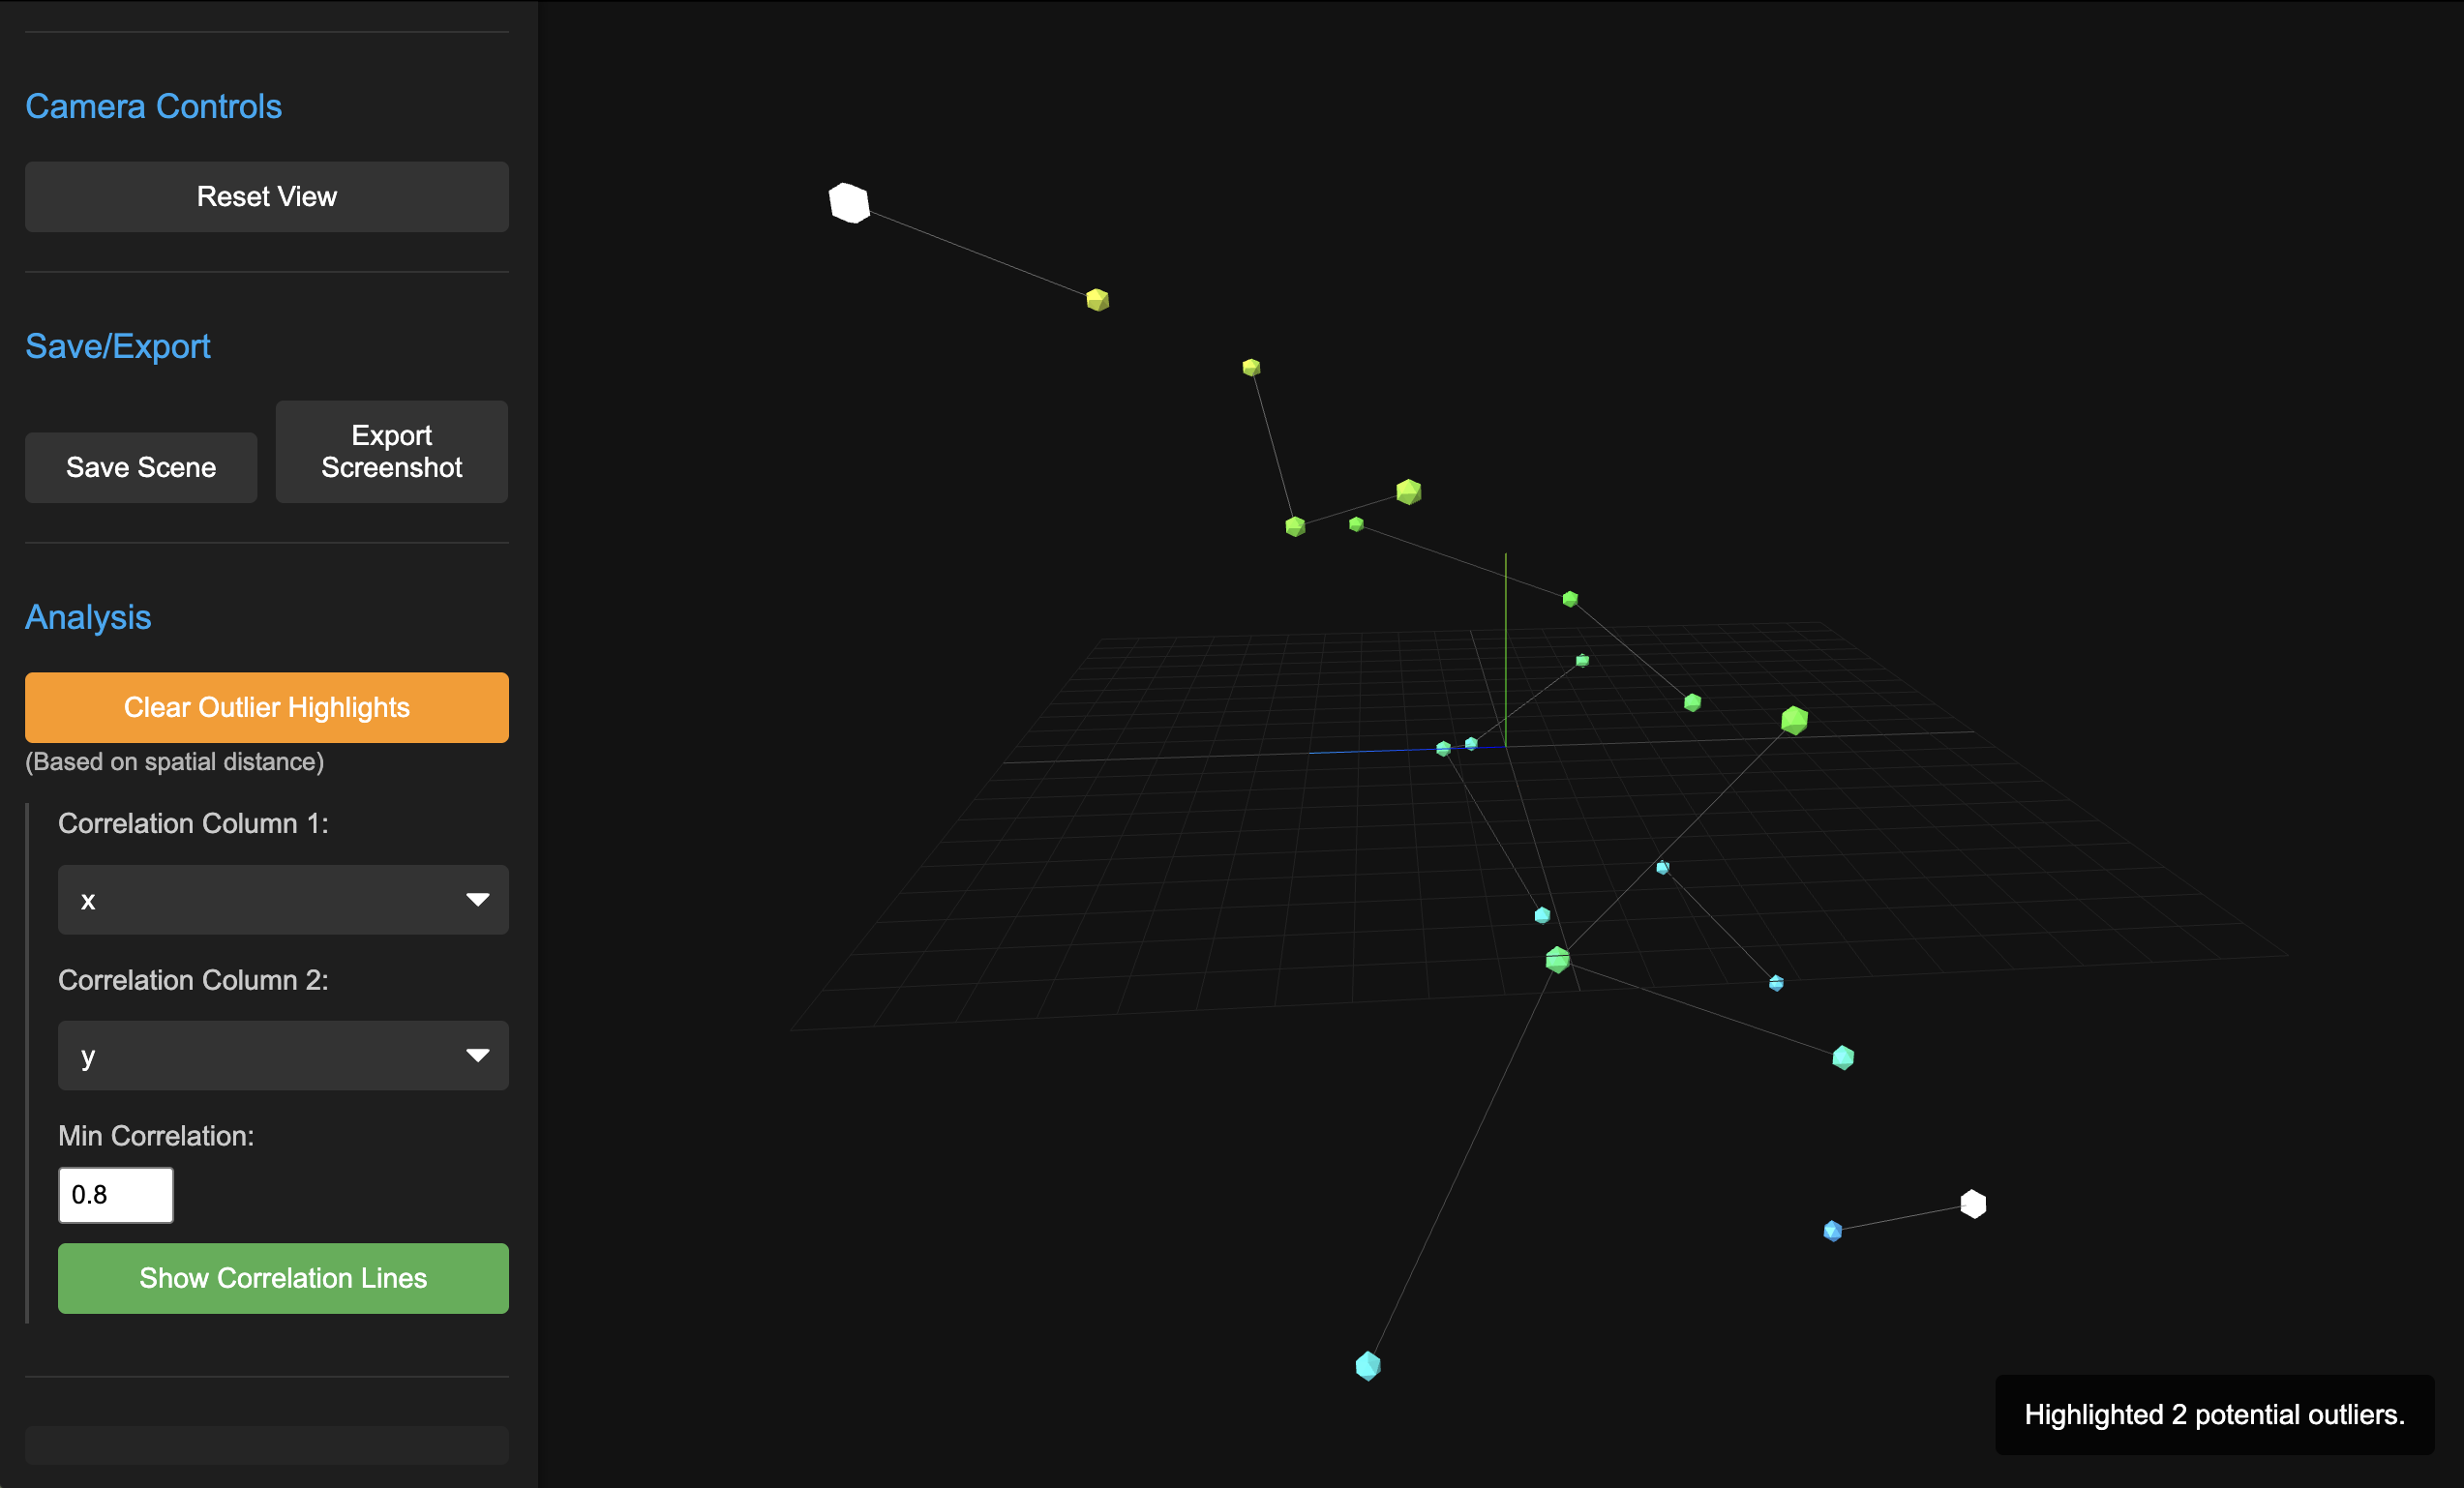 Camera Controls
Reset View
Save/Export
Save Scene
Export
Screenshot
Analysis
Clear Outlier Highlights
(Based on spatial distance)
Correlation Column 1:
x
Correlation Column 2:
y
Min Correlation:
0.8
Show Correlation Lines
Highlighted 2 potential outliers.